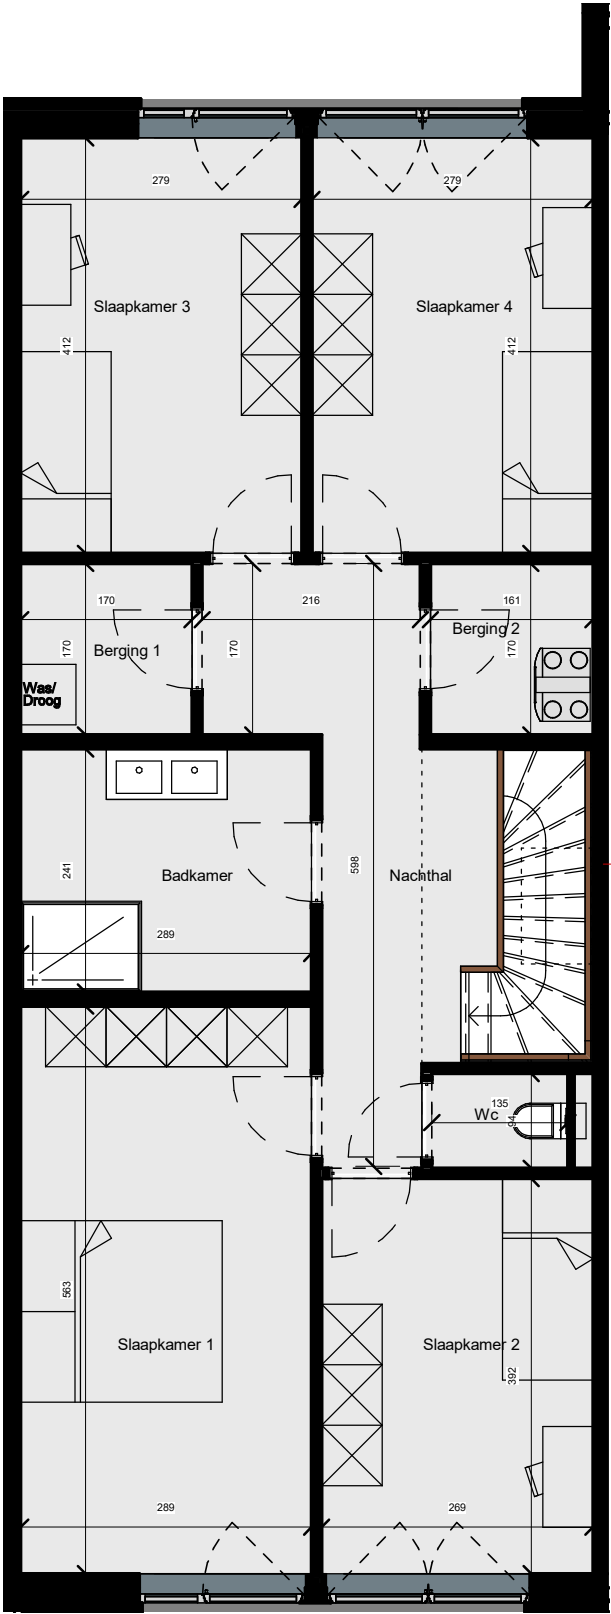 279
279
Slaapkamer 3
Slaapkamer 4
412
412
170
216
161
Berging 1
170
170
Berging 2
170
Was/
Droog
241
Badkamer
598
Nachthal
289
135
Wc
94
563
Slaapkamer 1
Slaapkamer 2
392
289
269